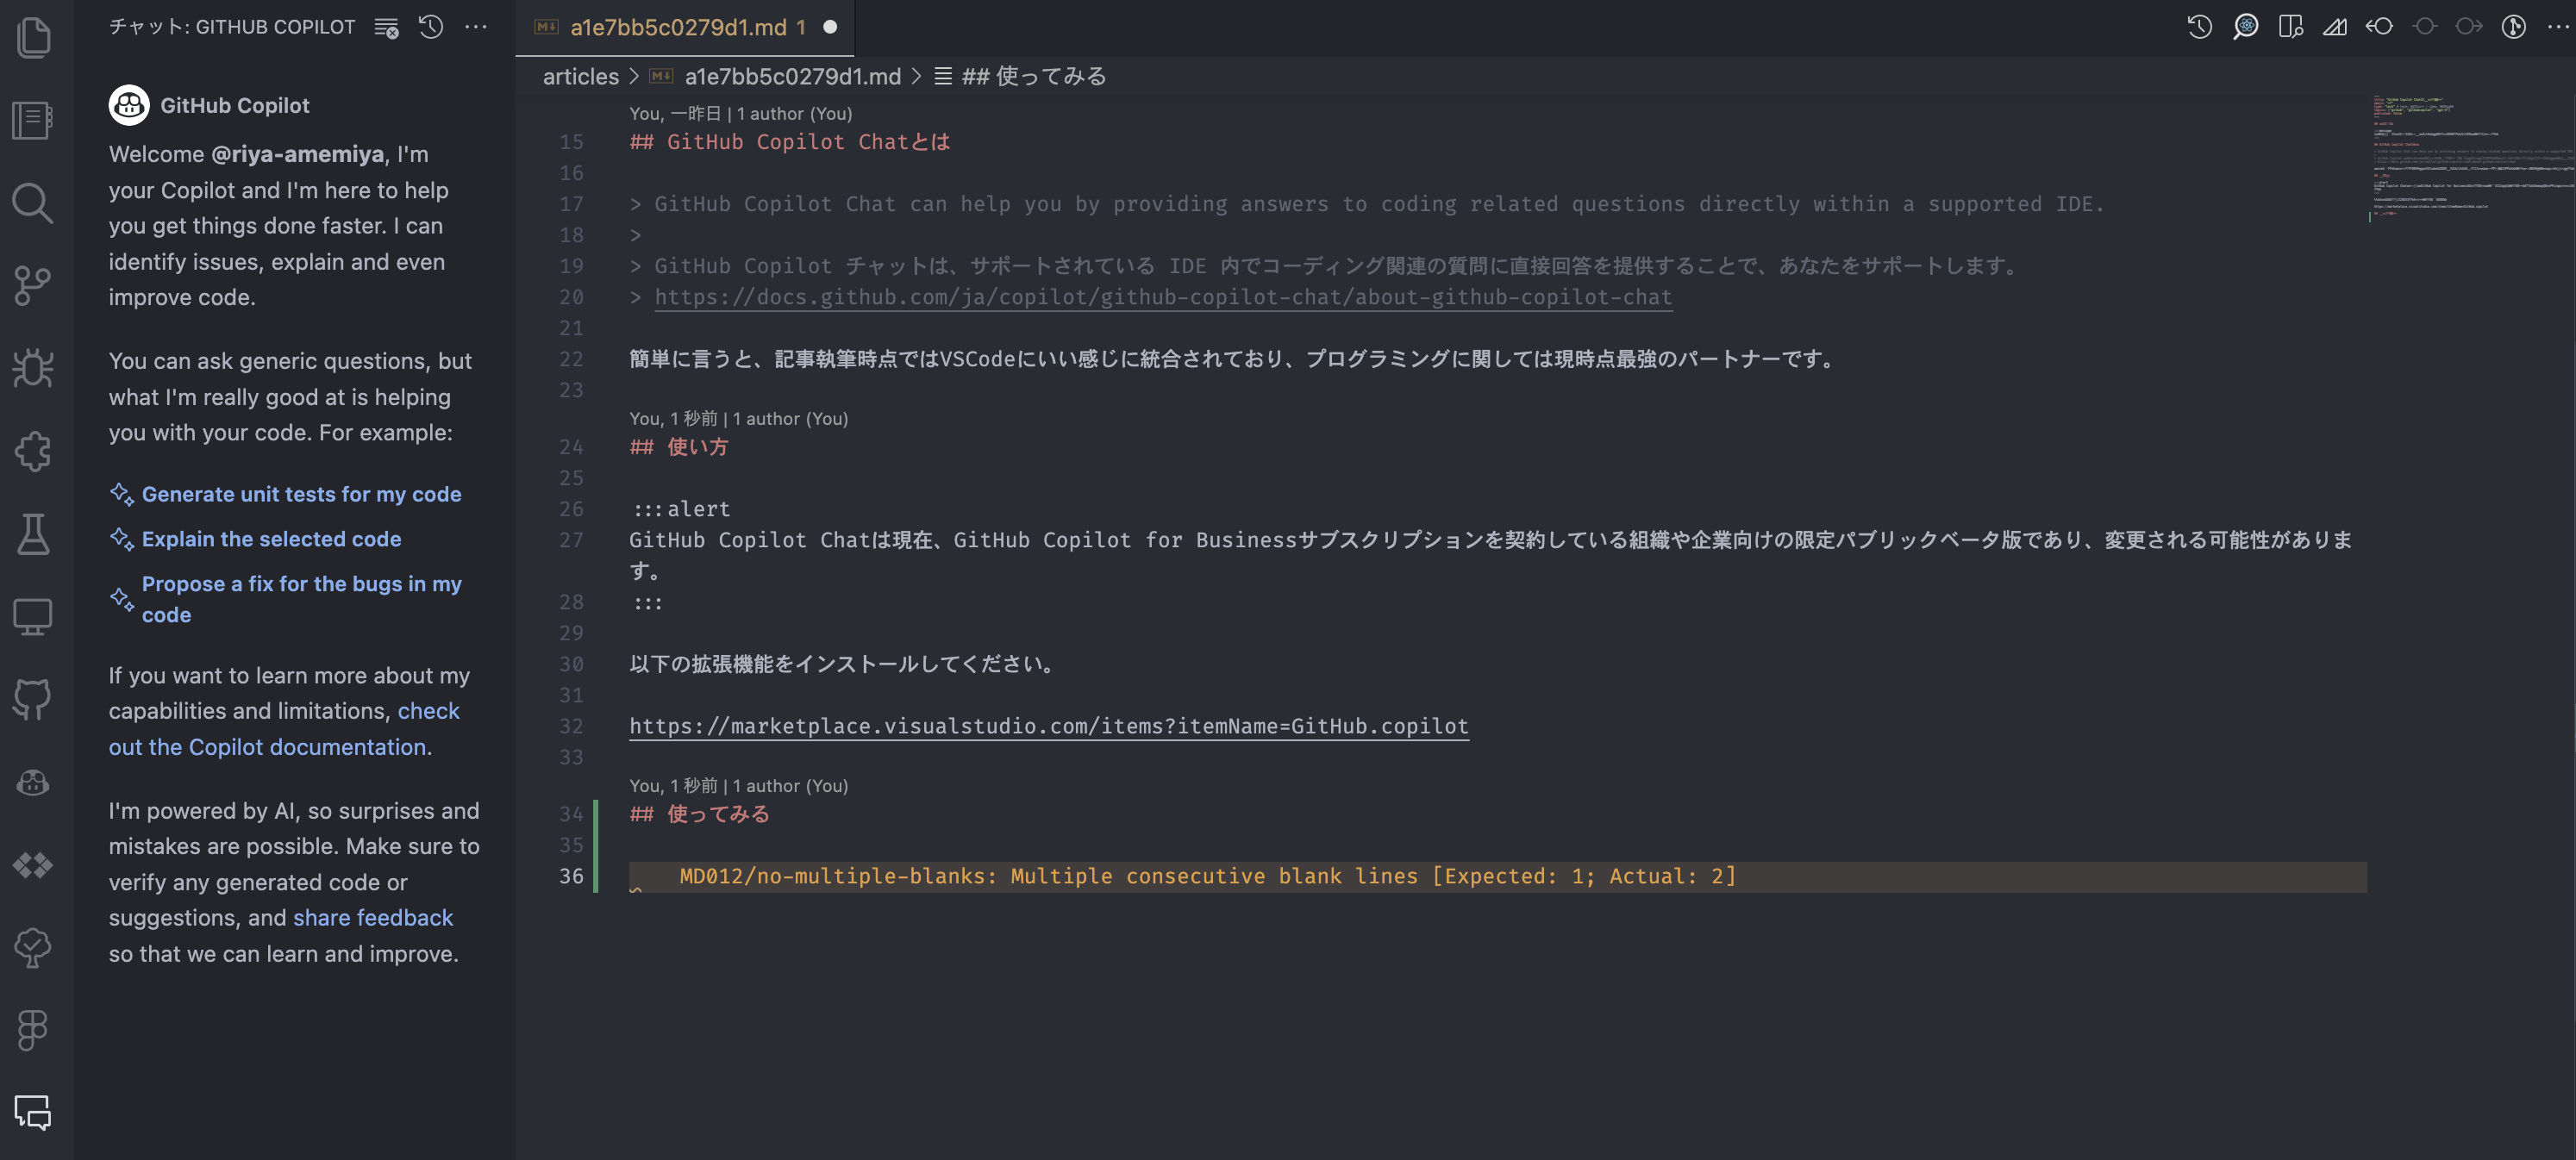 チャット: GITHUB COPILOT
GitHub Copilot
Welcome @riya-amemiya, I'm
your Copilot and I'm here to help
you get things done faster. I can
identify issues, explain and even
improve code.
You can ask generic questions, but
what I'm really good at is helping
you with your code. For example:
Generate unit tests for my code
Explain the selected code
Propose a fix for the bugs in my
code
If you want to learn more about my
capabilities and limitations, check
out the Copilot documentation.
I'm powered by AI, so surprises and
mistakes are possible. Make sure to
verify any generated code or
suggestions, and share feedback
so that we can learn and improve.
a1e7bb5c0279d1.md 1
articles > a1e7bb5c0279d1.md > ## 使ってみる
You, 一昨日 | 1 author (You)
15 ## GitHub Copilot Chatとは
16
17 > GitHub Copilot Chat can help you by providing answers to coding related questions directly within a supported IDE.
18 >
19 > GitHub Copilot チャットは、サポートされている IDE 内でコーディング関連の質問に直接回答を提供することで、あなたをサポートします。
20 > https://docs.github.com/ja/copilot/github-copilot-chat/about-github-copilot-chat
21
22 簡単に言うと、記事執筆時点ではVSCodeにいい感じに統合されており、プログラミングに関しては現時点最強のパートナーです。
23
You, 1 秒前 | 1 author (You)
24 ## 使い方
25
26 :::alert
27 GitHub Copilot Chatは現在、GitHub Copilot for Businessサブスクリプションを契約している組織や企業向けの限定パブリックベータ版であり、変更される可能性がありま
す。
28 :::
29
30 以下の拡張機能をインストールしてください。
31
32 https://marketplace.visualstudio.com/items?itemName=GitHub.copilot
33
You, 1 秒前 | 1 author (You)
34 ## 使ってみる
35
36 MD012/no-multiple-blanks: Multiple consecutive blank lines [Expected: 1; Actual: 2]